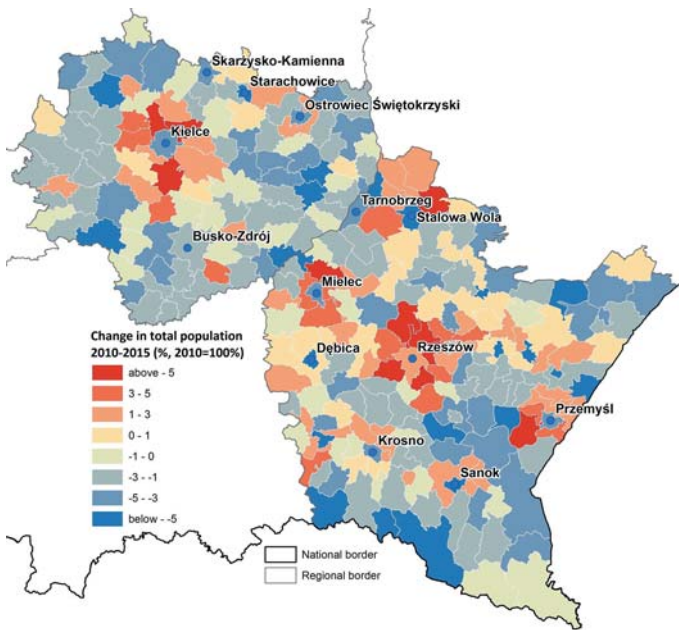 Skarżysko-Kamienna
Starachowice
Ostrowiec Świętokrzyski
Kielce
Tarnobrzeg
Stalowa Wola
Busko-Zdrój
Mielec
Change in total population
2010-2015 (%, 2010=100%)
Dębica
Rzeszów
above - 5
3 - 5
1 - 3
0 - 1
-1 - 0
-3 - -1
-5 - -3
below - -5
Przemyśl
Krosno
Sanok
National border
Regional border